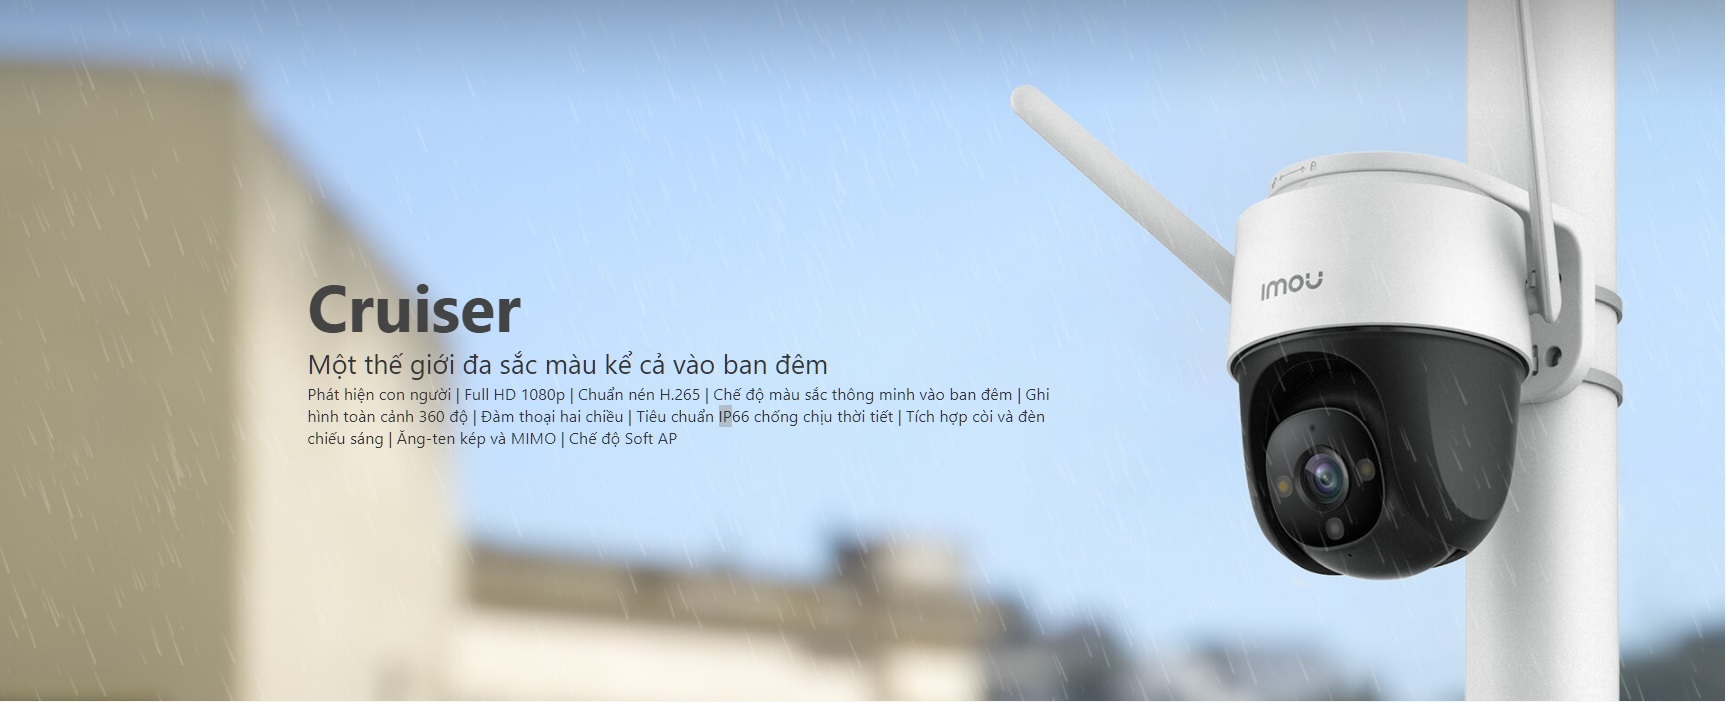 Cruiser
Một thế giới đa sắc màu kể cả vào ban đêm
Phát hiện con người | Full HD 1080p | Chuẩn nén H.265 | Chế độ màu sắc thông minh vào ban đêm | Ghi
hình toàn cảnh 360 độ | Đàm thoại hai chiều | Tiêu chuẩn IP66 chống chịu thời tiết | Tích hợp còi và đèn
chiếu sáng | Ăng-ten kép và MIMO | Chế độ Soft AP
imou